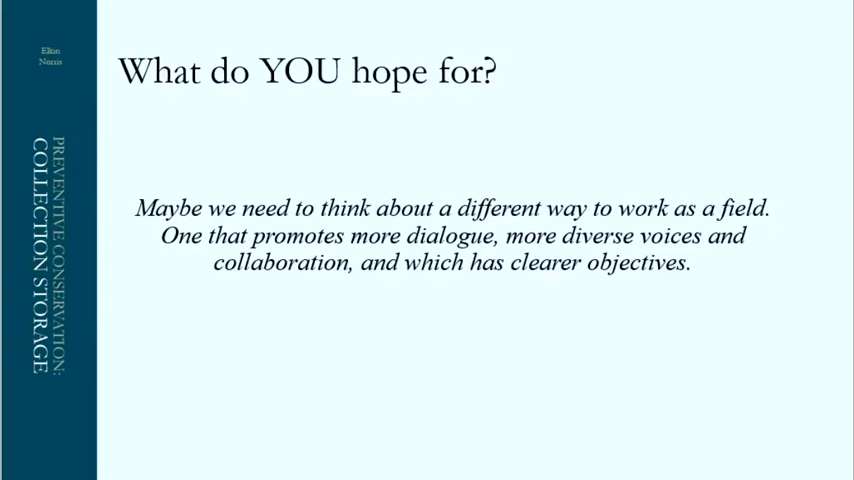 Elkin
Norris
PREVENTIVE CONSERVATION:
COLLECTION STORAGE
What do YOU hope for?
Maybe we need to think about a different way to work as a field.
One that promotes more dialogue, more diverse voices and
collaboration, and which has clearer objectives.